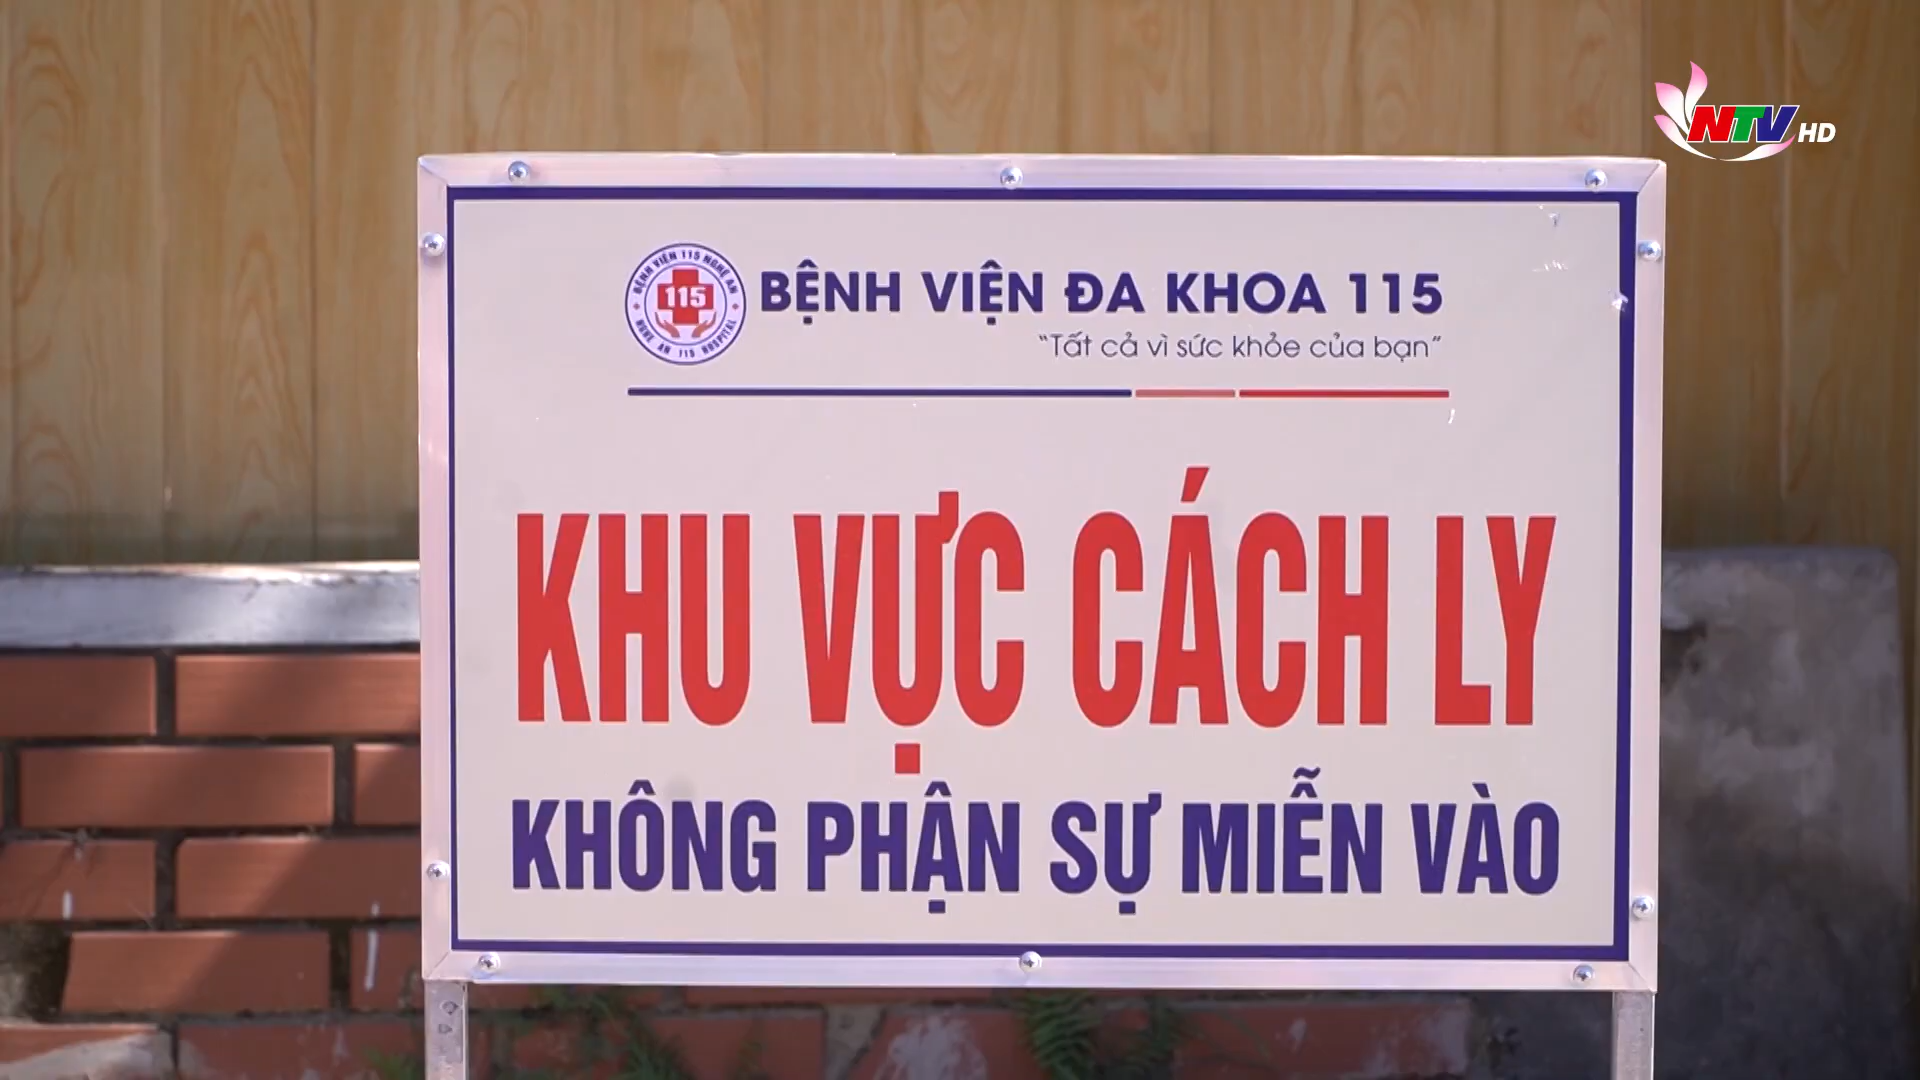 NTV HD
BỆNH VIỆN 115 NGHỆ AN
115
NGHE AN 115 HOSPITAL
BỆNH VIỆN ĐA KHOA 115
"Tất cả vì sức khỏe của bạn"
KHU VỰC CÁCH LY
KHÔNG PHẬN SỰ MIỄN VÀO